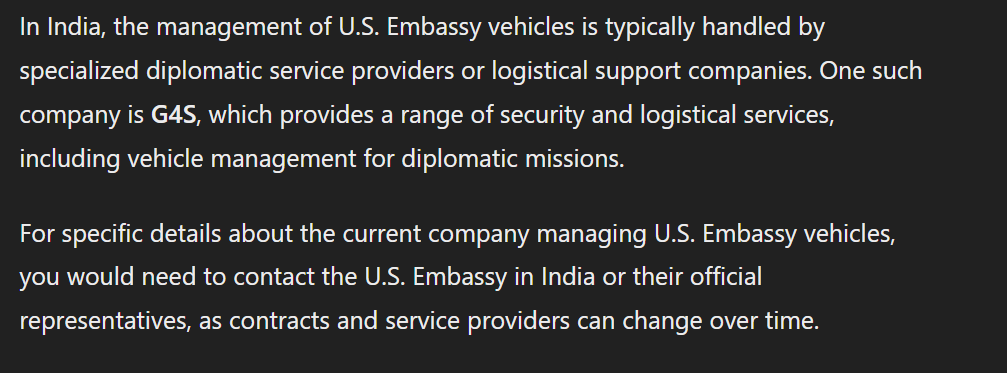 In India, the management of U.S. Embassy vehicles is typically handled by
specialized diplomatic service providers or logistical support companies. One such
company is G4S, which provides a range of security and logistical services,
including vehicle management for diplomatic missions.
For specific details about the current company managing U.S. Embassy vehicles,
you would need to contact the U.S. Embassy in India or their official
representatives, as contracts and service providers can change over time.